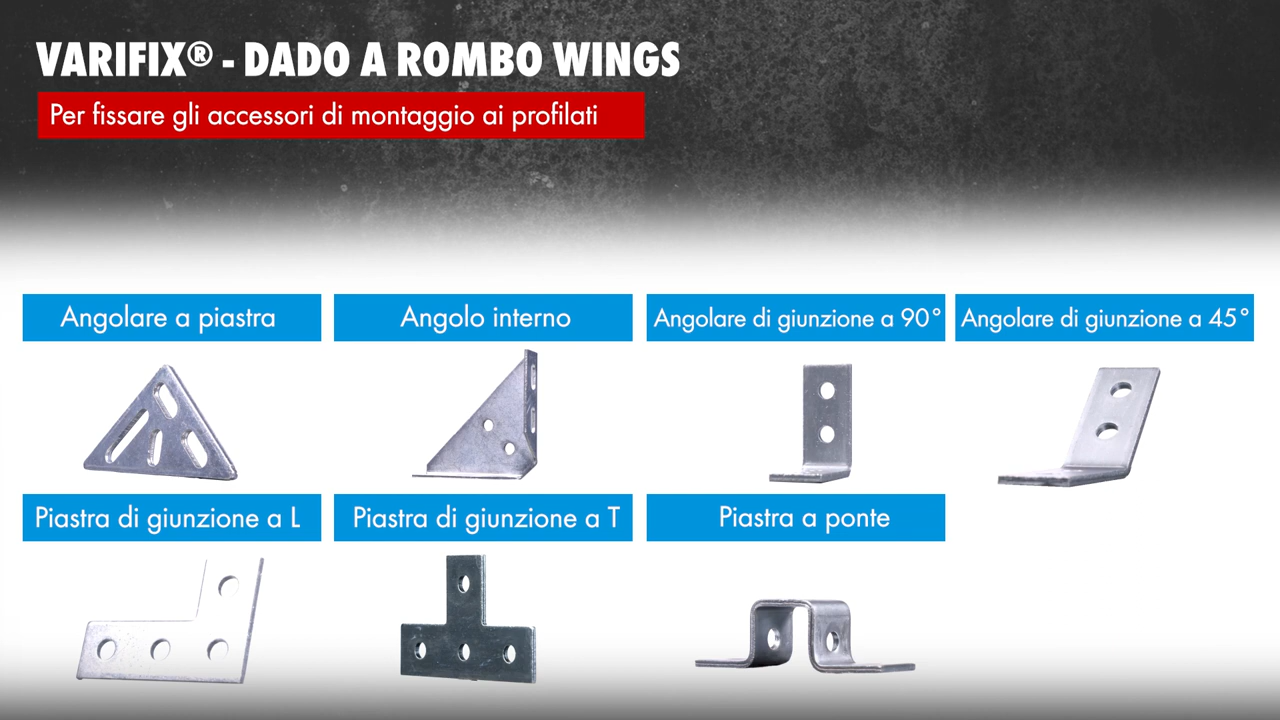 VARIFIX® - DADO A ROMBO WINGS
Per fissare gli accessori di montaggio ai profilati
Angolare a piastra
Angolo interno
Angolare di giunzione a 90°
Angolare di giunzione a 45°
Piastra di giunzione a L
Piastra di giunzione a T
Piastra a ponte